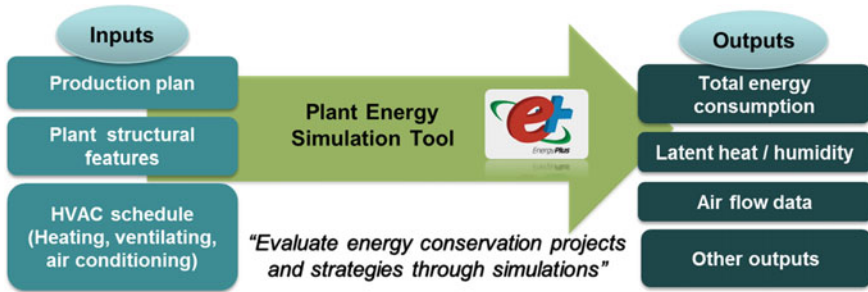 Inputs
Production plan
Plant structural
features
HVAC schedule
(Heating, ventilating,
air conditioning)
Plant Energy
Simulation Tool
e+
EnergyPlus
"Evaluate energy conservation projects
and strategies through simulations"
Outputs
Total energy
consumption
Latent heat / humidity
Air flow data
Other outputs